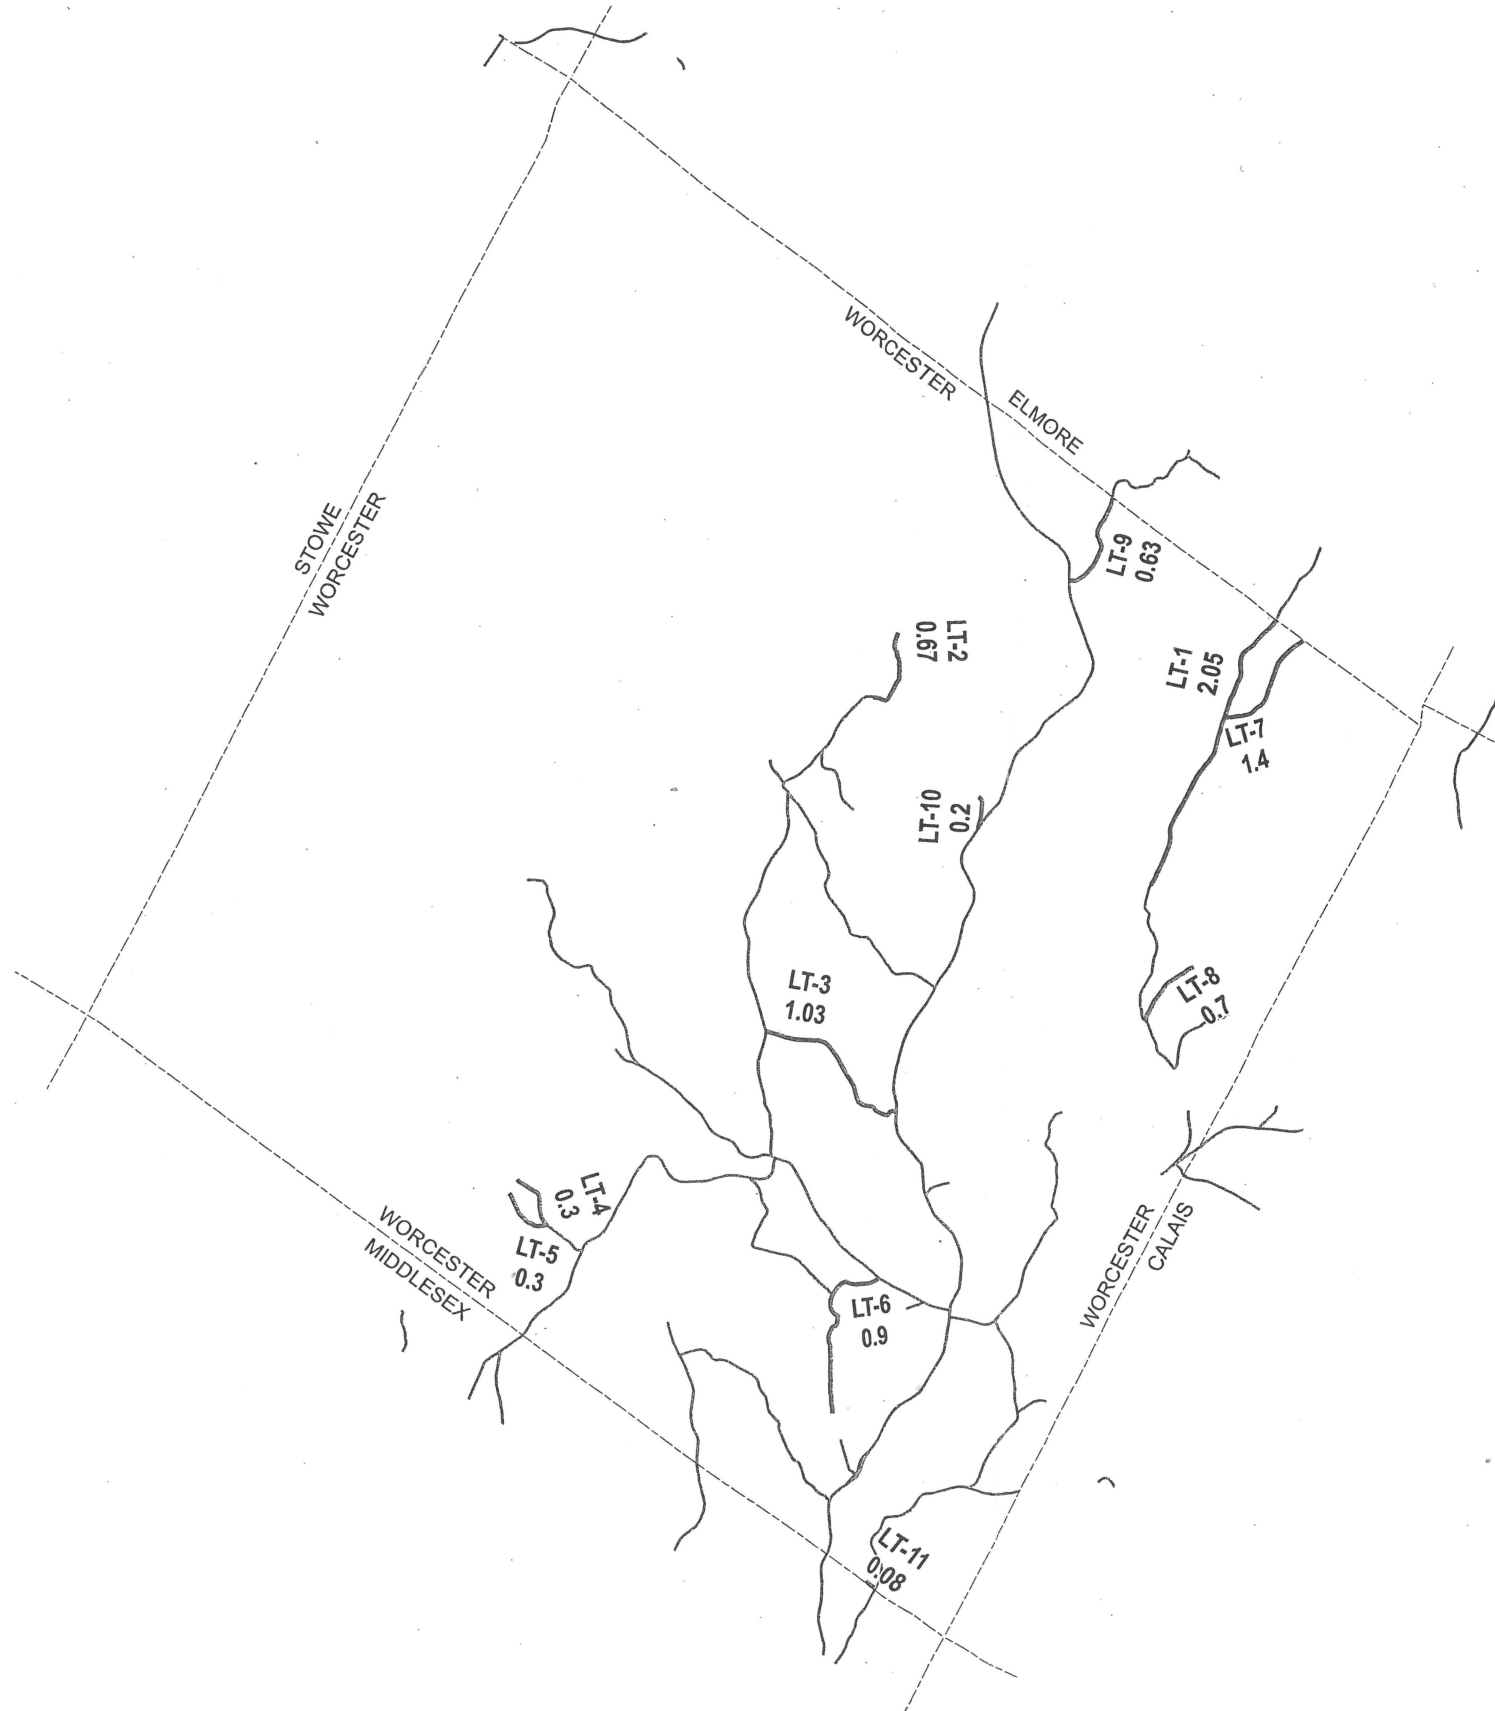 WORCESTER
ELMORE
STOWE
WORCESTER
LT-9
0.63
LT-2
0.67
LT-1
2.05
LT-7
1.4
LT-10
0.2
LT-3
1.03
LT-8
0.7
LT-4
0.3
LT-5
0.3
WORCESTER
MIDDLESEX
WORCESTER
CALAIS
LT-6
0.9
LT-11
0.08